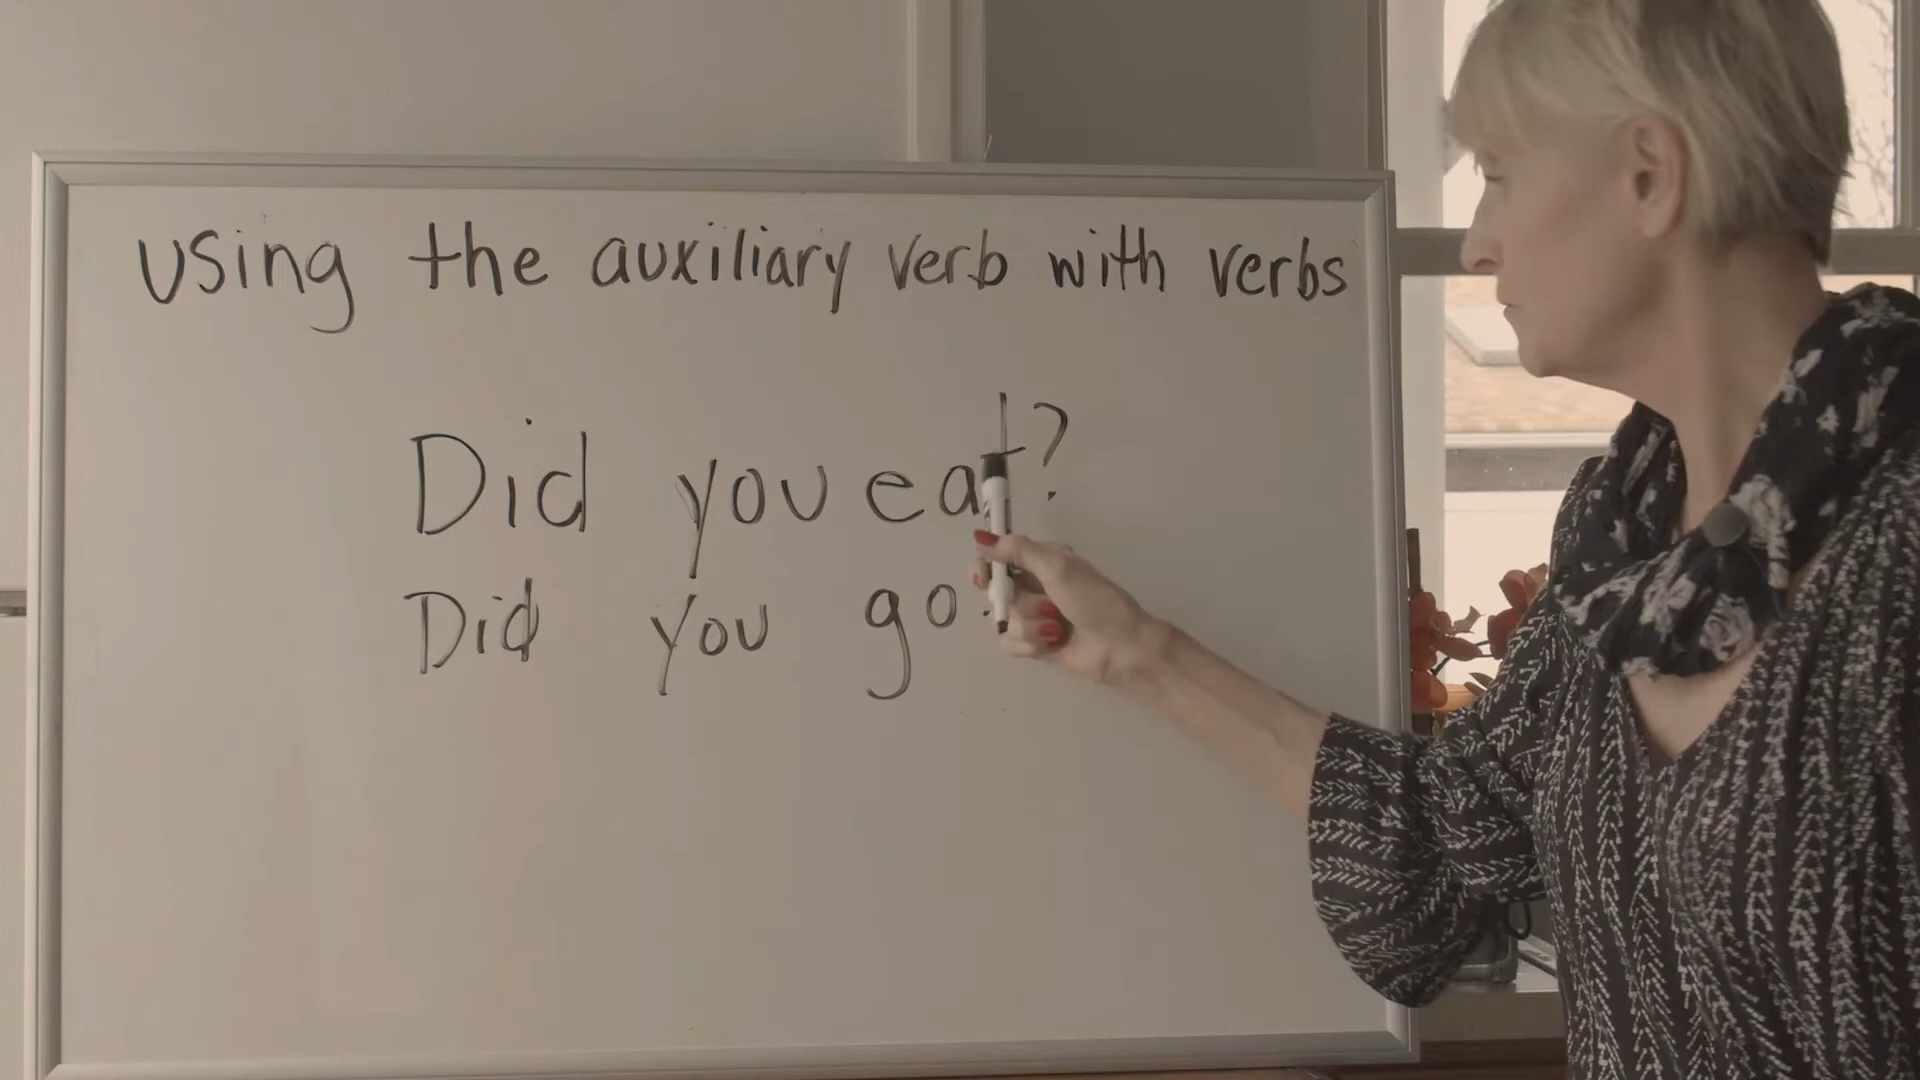 using the auxiliary verb with verbs
Did you eat?
Did you go